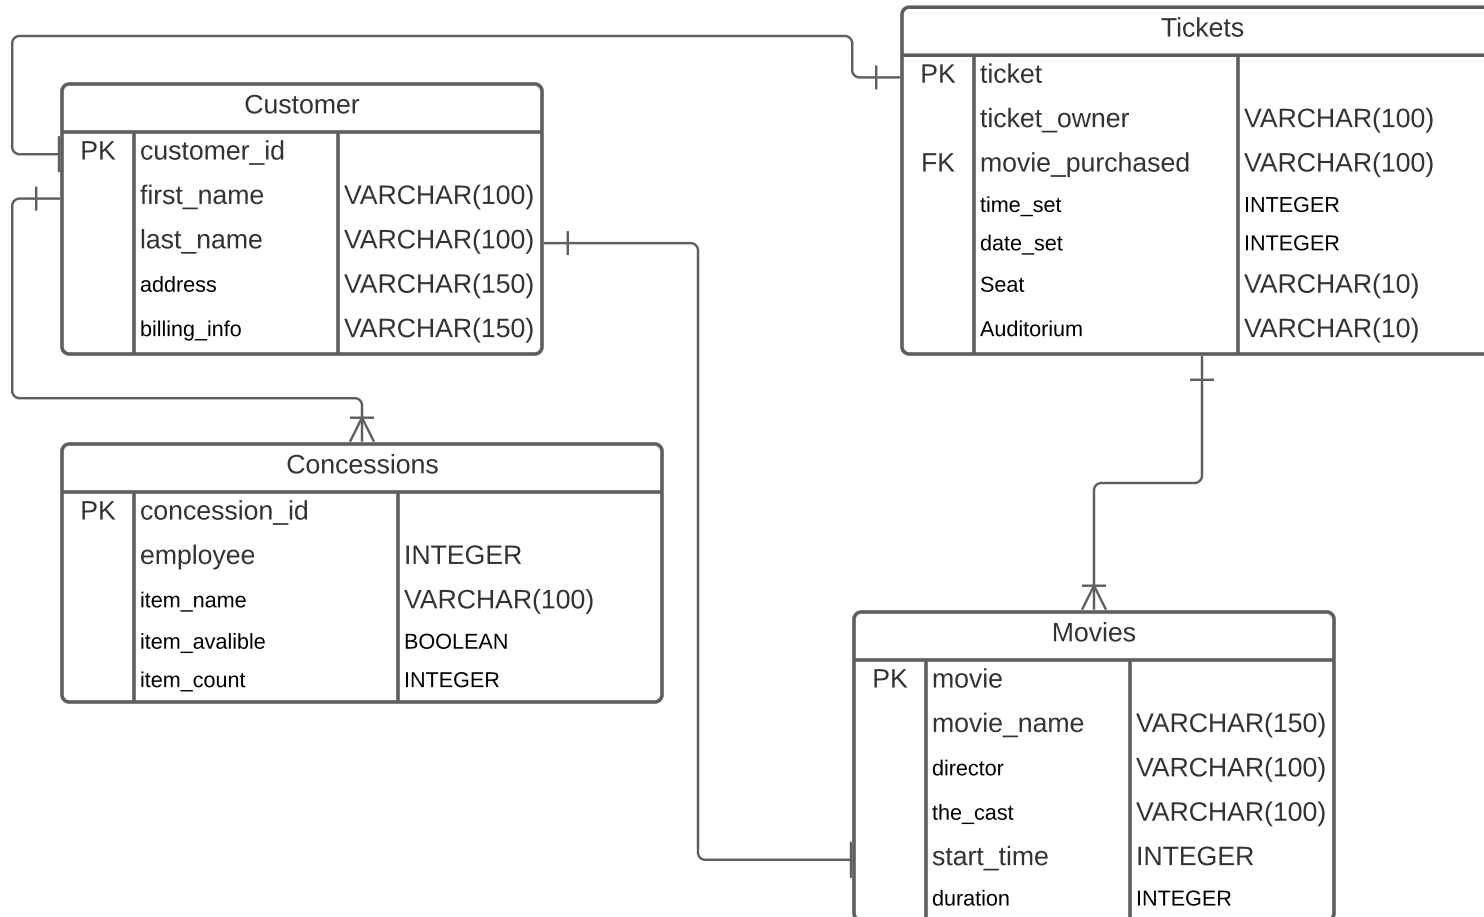 Tickets
PK ticket
ticket_owner VARCHAR(100)
FK movie_purchased VARCHAR(100)
time_set INTEGER
date_set INTEGER
Seat VARCHAR(10)
Auditorium VARCHAR(10)
Customer
PK customer_id
first_name VARCHAR(100)
last_name VARCHAR(100)
address VARCHAR(150)
billing_info VARCHAR(150)
Concessions
PK concession_id
employee INTEGER
item_name VARCHAR(100)
item_avalible BOOLEAN
item_count INTEGER
Movies
PK movie
movie_name VARCHAR(150)
director VARCHAR(100)
the_cast VARCHAR(100)
start_time INTEGER
duration INTEGER